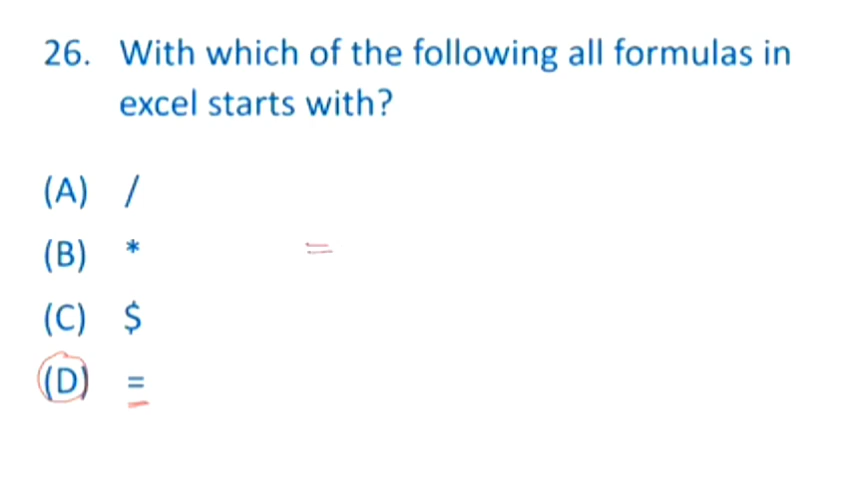 26. With which of the following all formulas in
excel starts with?
(A) /
(B) *
=
(C) $
(D) =